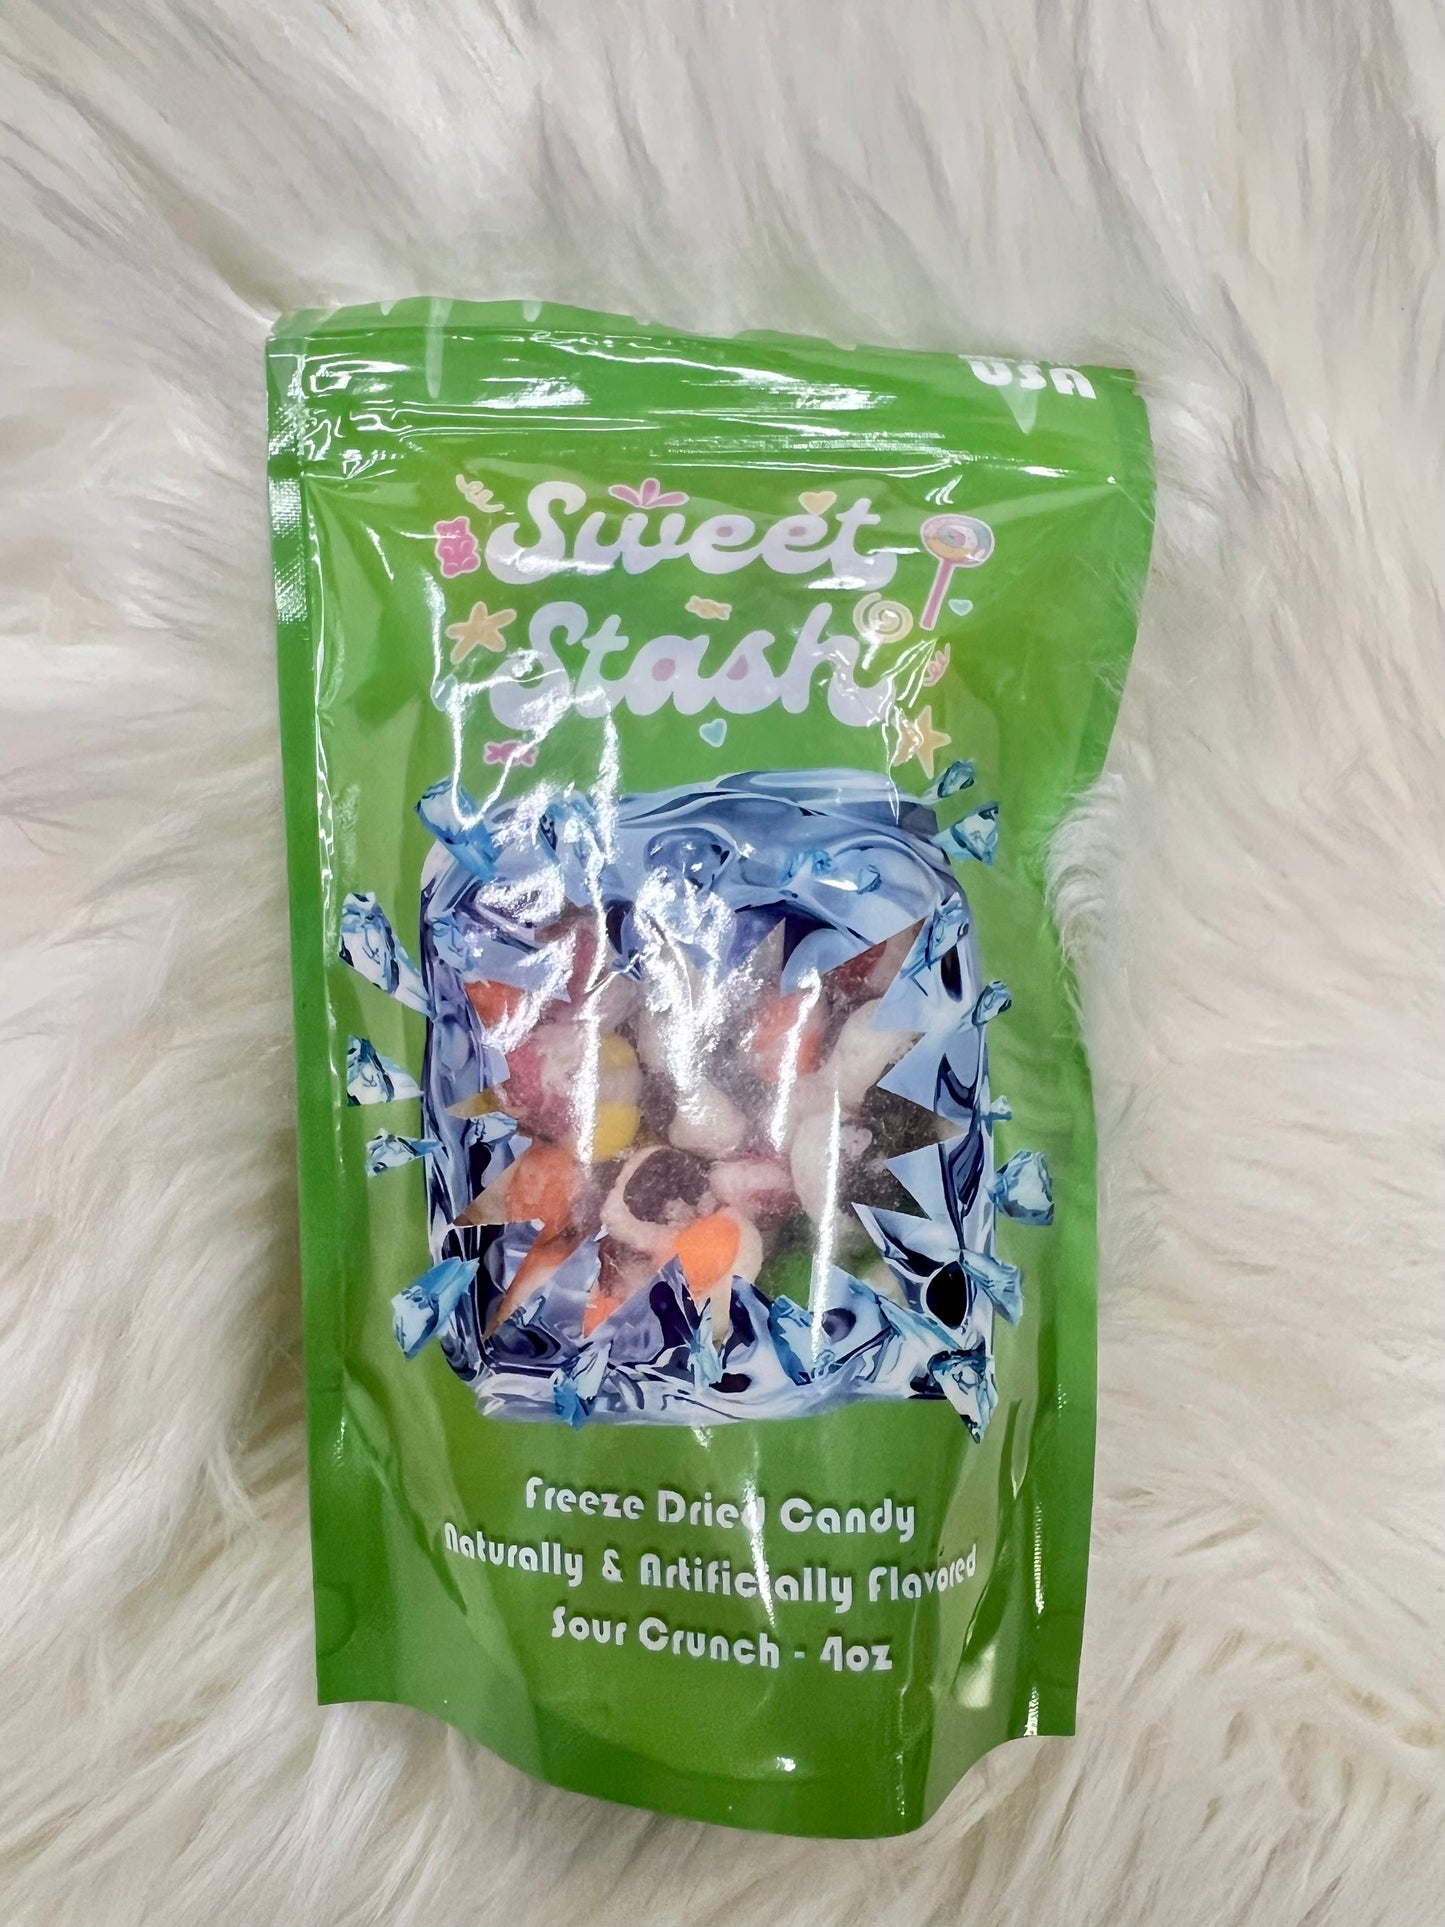 USA
Sweet
Stash
Freeze Dried Candy
Naturally & Artificially Flavored
Sour Crunch - 4oz